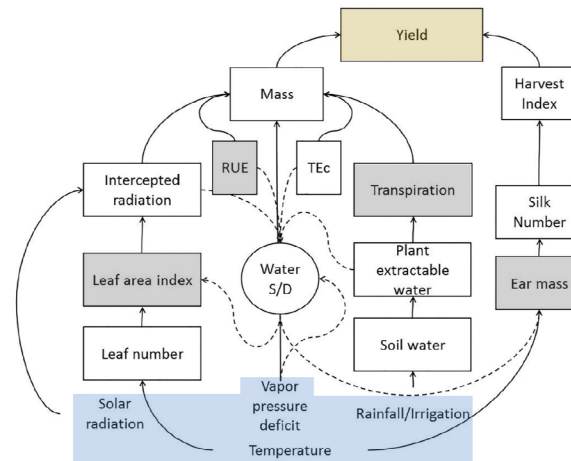 Yield
Mass
Harvest
Index
RUE
TEc
Intercepted
radiation
Transpiration
Silk
Number
Leaf area index
Water
S/D
Plant
extractable
water
Ear mass
Leaf number
Soil water
Solar
radiation
Vapor
pressure
deficit
Rainfall/Irrigation
Temperature